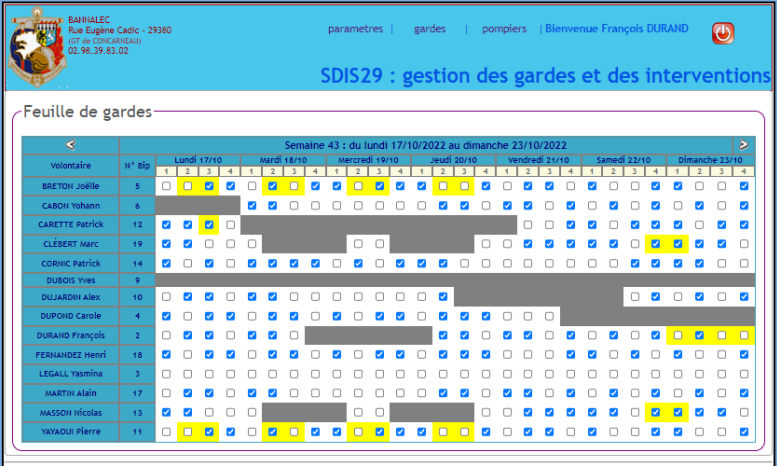 BANNALEC
Rue Eugène Cadic - 29380
(GT de CONCARNEAU)
02.98.39.83.02
parametres | gardes | pompiers | Bienvenue François DURAND
SDIS29 : gestion des gardes et des interventions
Feuille de gardes
Semaine 43 : du lundi 17/10/2022 au dimanche 23/10/2022
Volontaire N° Bip Lundi 17/10 Mardi 18/10 Mercredi 19/10 Jeudi 20/10 Vendredi 21/10 Samedi 22/10 Dimanche 23/10
1 2 3 4 1 2 3 4 1 2 3 4 1 2 3 4 1 2 3 4 1 2 3 4 1 2 3 4
BRETON Joëlle 5
CABON Yohann 6
CARETTE Patrick 12
CLÉBERT Marc 19
CORNIC Patrick 14
DUBOIS Yves 9
DUJARDIN Alex 10
DUPOND Carole 4
DURAND François 2
FERNANDEZ Henri 18
LEGALL Yasmina 3
MARTIN Alain 17
MASSON Nicolas 13
YAYAOUI Pierre 11